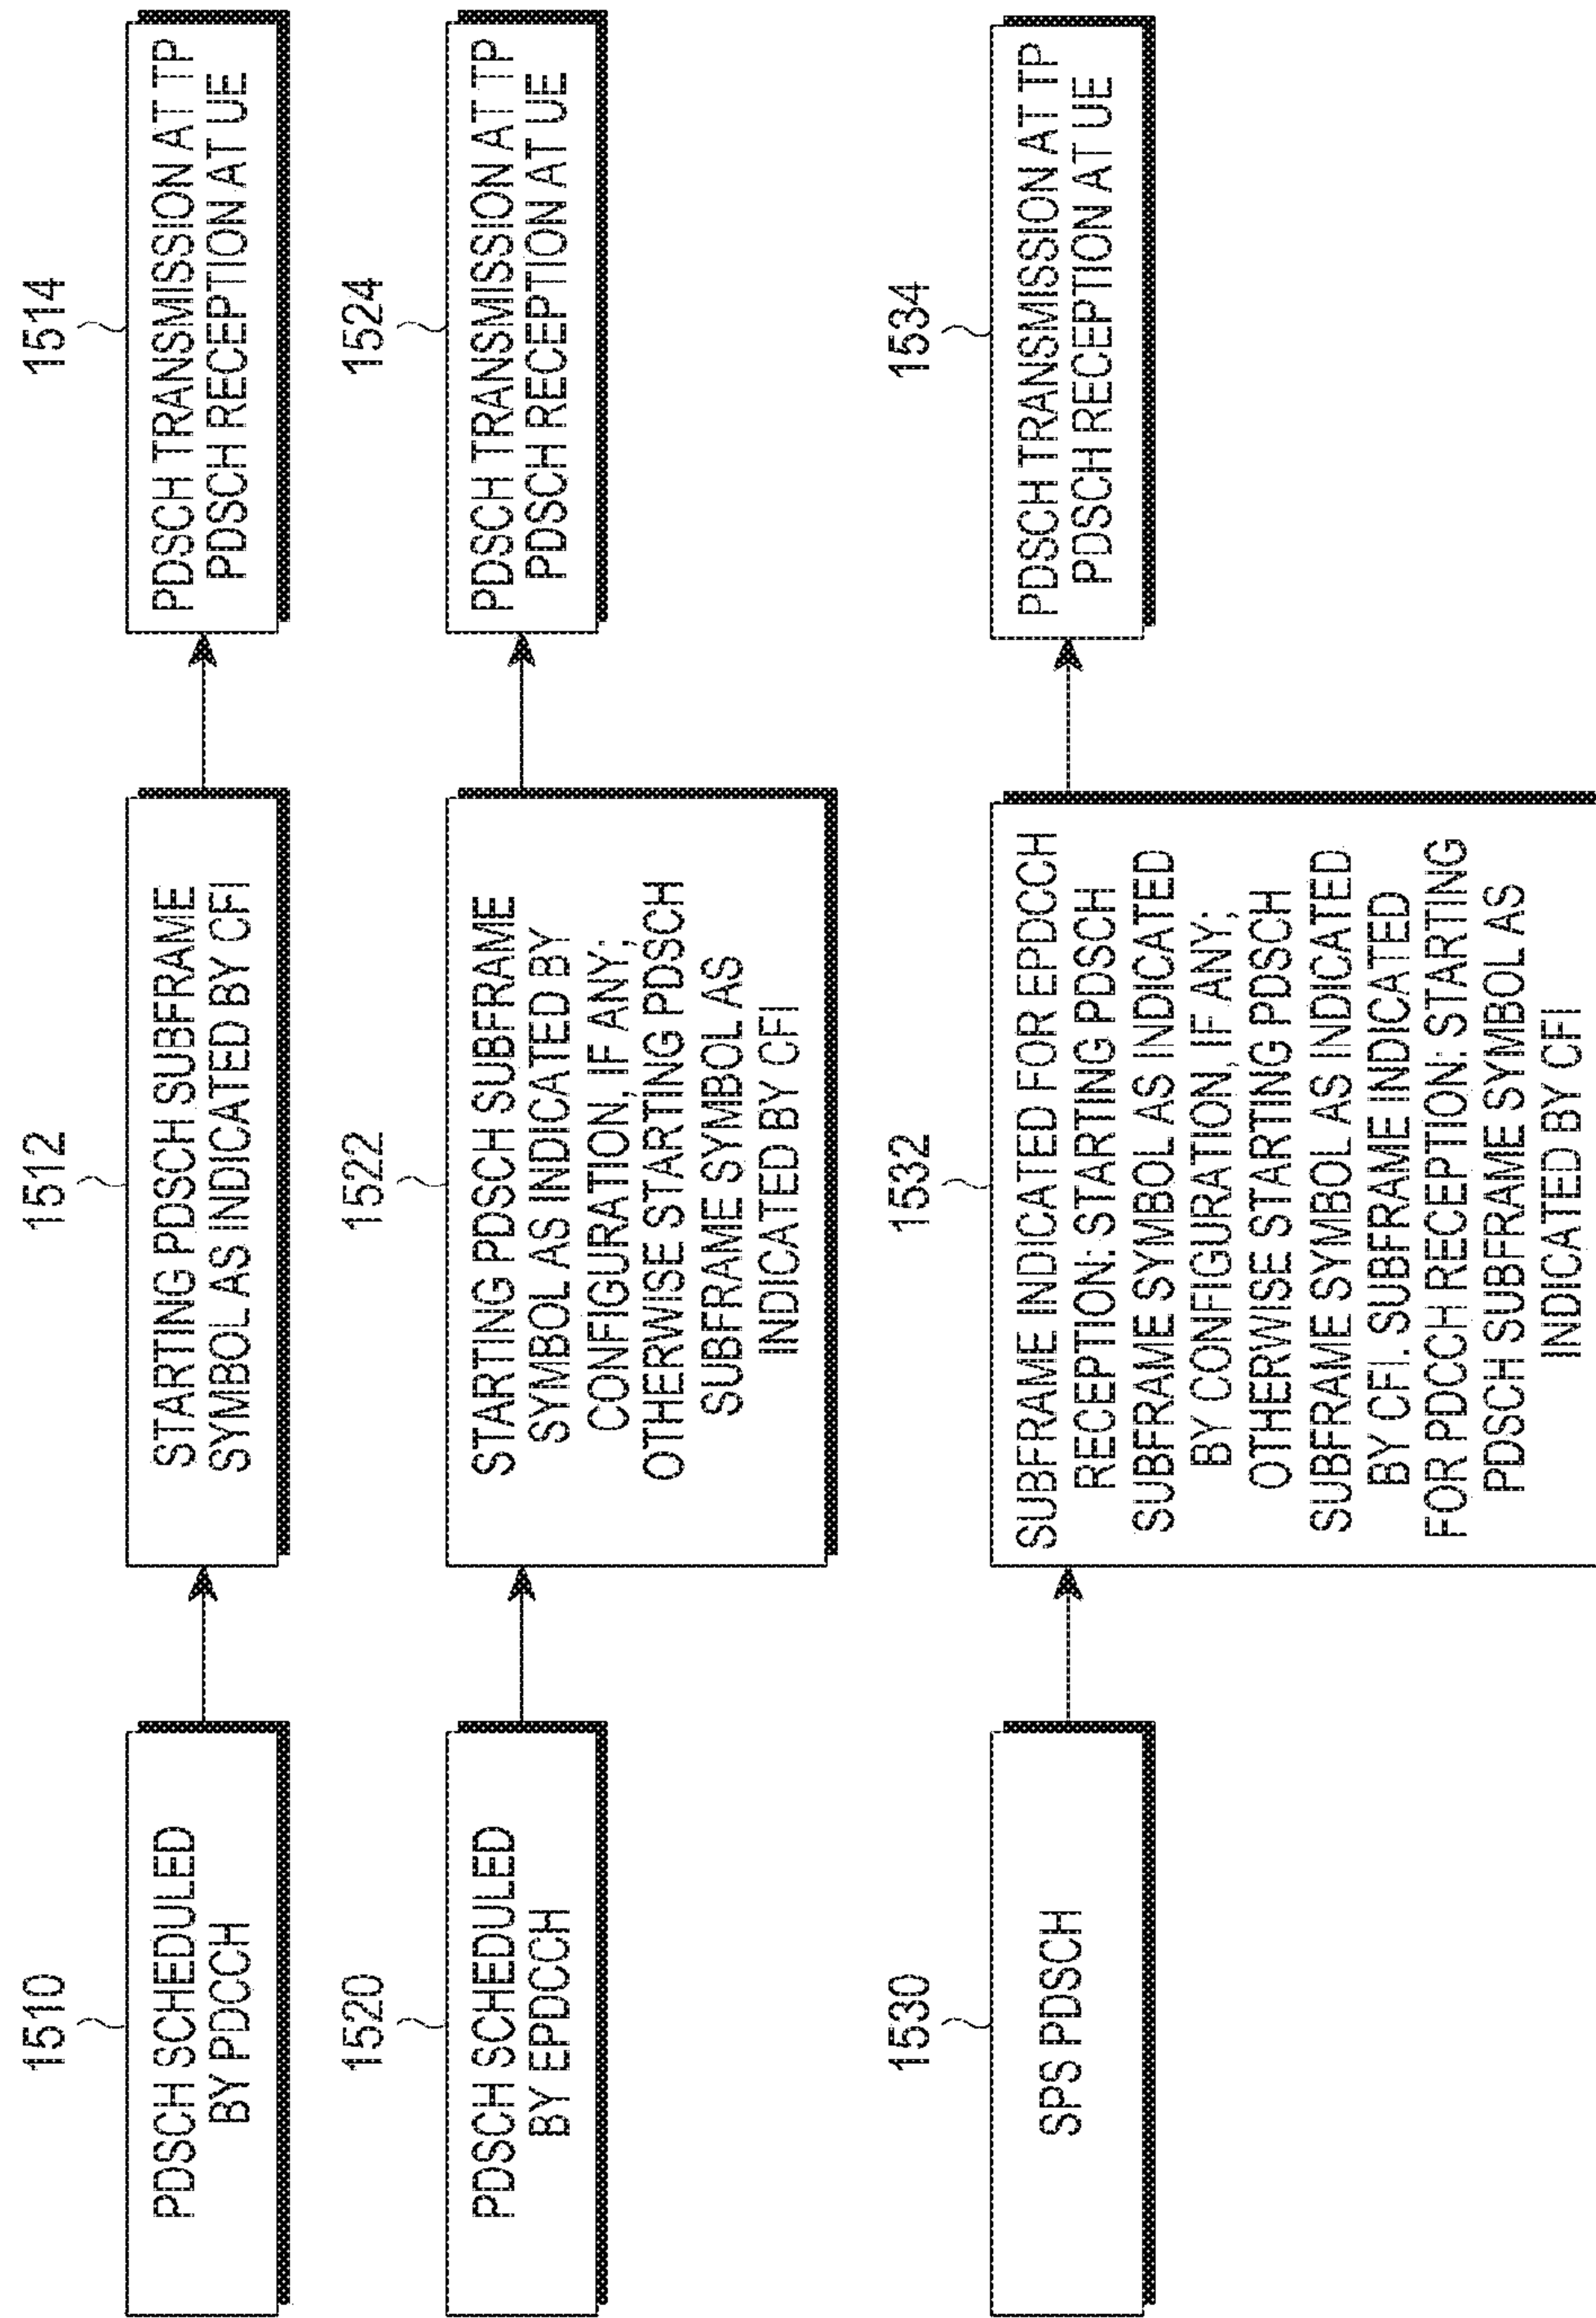 1510
PDSCH SCHEDULED
BY PDCCH
1512
STARTING PDSCH SUBFRAME
SYMBOL AS INDICATED BY CFI
1514
PDSCH TRANSMISSION AT TP
PDSCH RECEPTION AT UE
1520
PDSCH SCHEDULED
BY EPDCCH
1522
STARTING PDSCH SUBFRAME
SYMBOL AS INDICATED BY
CONFIGURATION, IF ANY;
OTHERWISE STARTING PDSCH
SUBFRAME SYMBOL AS
INDICATED BY CFI
1524
PDSCH TRANSMISSION AT TP
PDSCH RECEPTION AT UE
1530
SPS PDSCH
1532
SUBFRAME INDICATED FOR EPDCCH
RECEPTION: STARTING PDSCH
SUBFRAME SYMBOL AS INDICATED
BY CONFIGURATION, IF ANY;
OTHERWISE STARTING PDSCH
SUBFRAME SYMBOL AS INDICATED
BY CFI. SUBFRAME INDICATED
FOR PDCCH RECEPTION: STARTING
PDSCH SUBFRAME SYMBOL AS
INDICATED BY CFI
1534
PDSCH TRANSMISSION AT TP
PDSCH RECEPTION AT UE